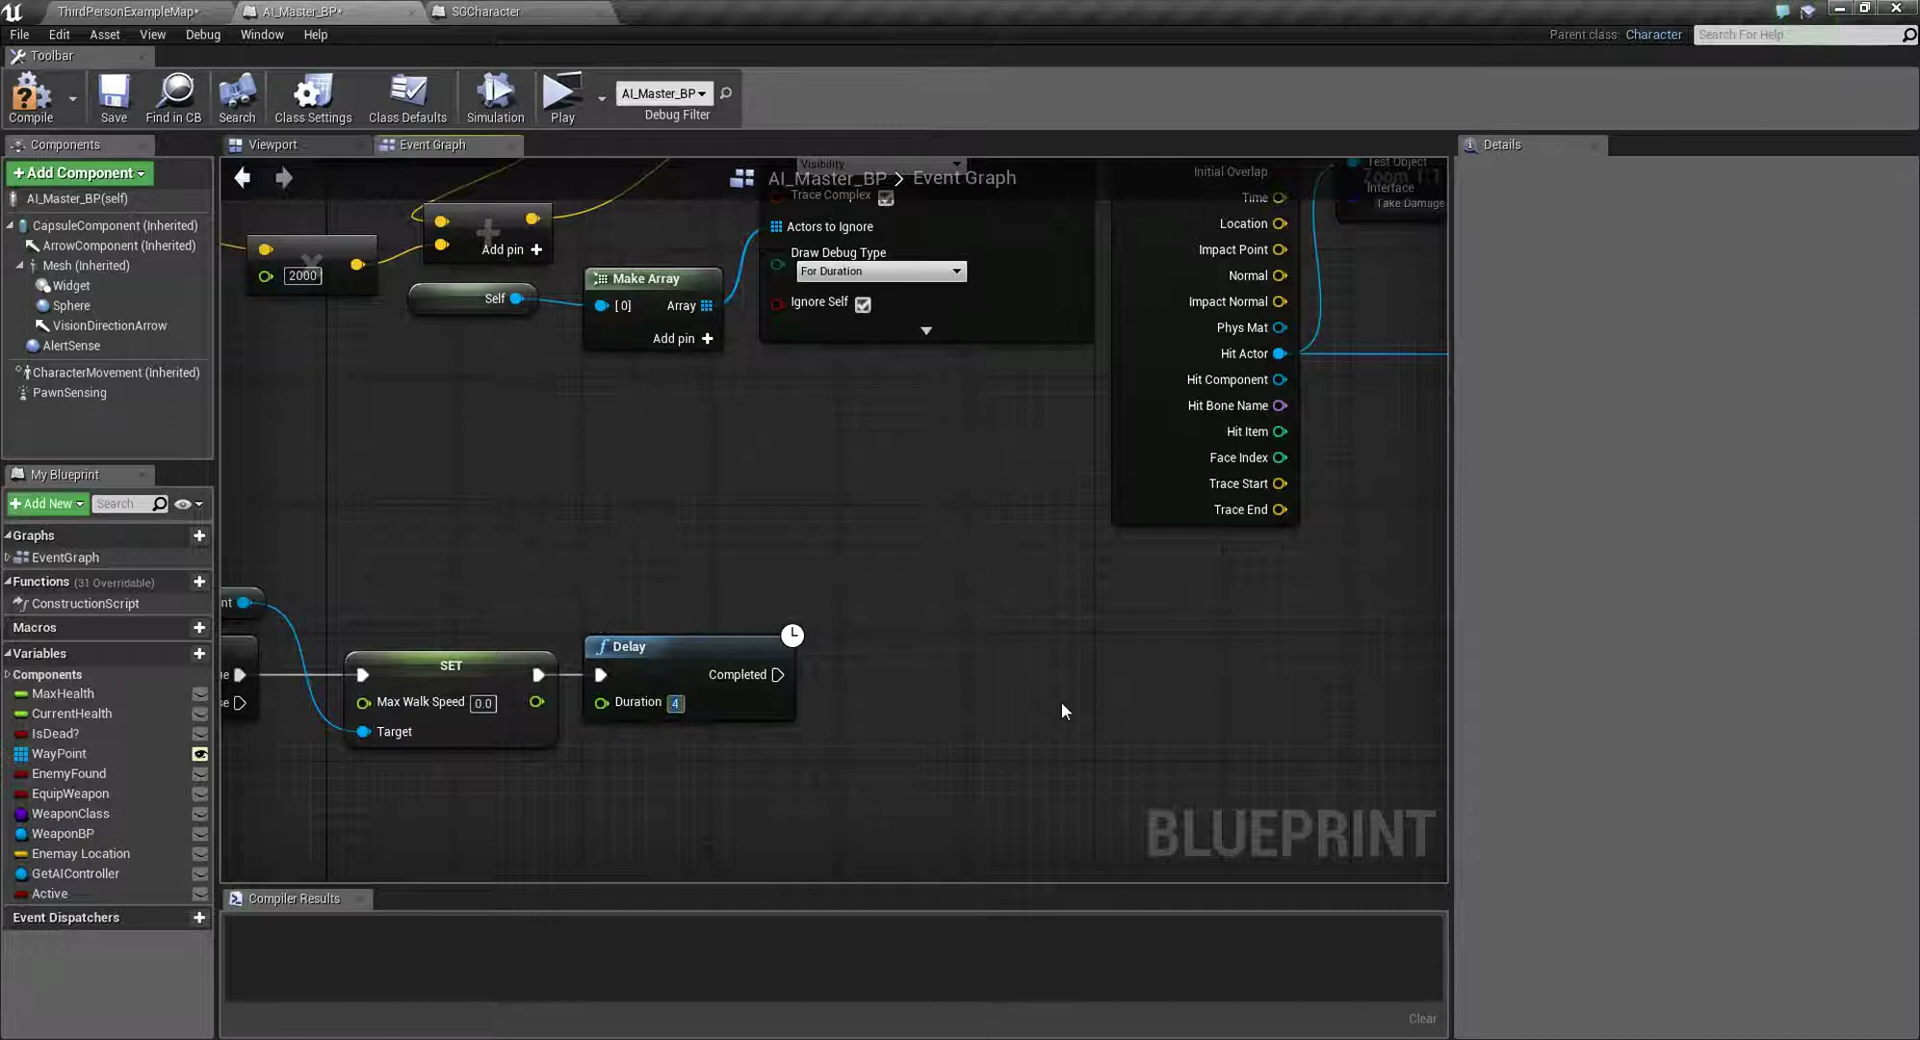 ThirdPersonExampleMap*
AI_Master_BP*
SGCharacter
File Edit Asset View Debug Window Help
Parent class: Character
Search For Help
Toolbar
Compile
Save
Find in CB
Search
Class Settings
Class Defaults
Simulation
Play
AI_Master_BP
Debug Filter
Components
+Add Component
AI_Master_BP(self)
CapsuleComponent (Inherited)
ArrowComponent (Inherited)
Mesh (Inherited)
Widget
Sphere
VisionDirectionArrow
AlertSense
CharacterMovement (Inherited)
PawnSensing
My Blueprint
+Add New
Search
Graphs
EventGraph
Functions (31 Overridable)
ConstructionScript
Macros
Variables
Components
MaxHealth
CurrentHealth
IsDead?
WayPoint
EnemyFound
EquipWeapon
WeaponClass
WeaponBP
Enemay Location
GetAIController
Active
Event Dispatchers
Viewport
Event Graph
AI_Master_BP > Event Graph
Zoom 1:1
2000
Add pin +
Self
Make Array
[0]
Array
Add pin +
Visibility
Trace Complex
Actors to Ignore
Draw Debug Type
For Duration
Ignore Self
Initial Overlap
Time
Location
Impact Point
Normal
Impact Normal
Phys Mat
Hit Actor
Hit Component
Hit Bone Name
Hit Item
Face Index
Trace Start
Trace End
Test Object
Interface
Take Damage
nt
SET
Max Walk Speed 0.0
Target
f Delay
Completed
Duration 4
BLUEPRINT
Compiler Results
Clear
Details